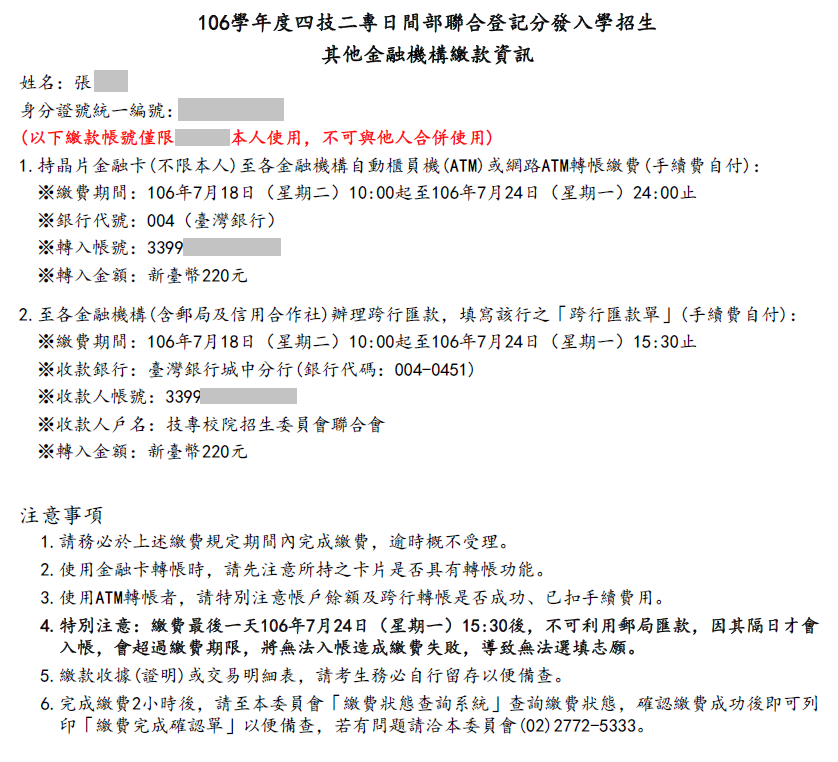 106學年度四技二專日間部聯合登記分發入學招生
其他金融機構繳款資訊
姓名：張
身分證號統一編號：
(以下繳款帳號僅限本人使用，不可與他人合併使用)
1.持晶片金融卡(不限本人)至各金融機構自動櫃員機(ATM)或網路ATM轉帳繳費(手續費自付)：
※繳費期間：106年7月18日（星期二）10:00起至106年7月24日（星期一）24:00止
※銀行代號：004（臺灣銀行）
※轉入帳號：3399
※轉入金額：新臺幣220元
2.至各金融機構(含郵局及信用合作社)辦理跨行匯款，填寫該行之「跨行匯款單」(手續費自付)：
※繳費期間：106年7月18日（星期二）10:00起至106年7月24日（星期一）15:30止
※收款銀行：臺灣銀行城中分行(銀行代碼：004-0451)
※收款人帳號：3399
※收款人戶名：技專校院招生委員會聯合會
※轉入金額：新臺幣220元
注意事項
1.請務必於上述繳費規定期間內完成繳費，逾時概不受理。
2.使用金融卡轉帳時，請先注意所持之卡片是否具有轉帳功能。
3.使用ATM轉帳者，請特別注意帳戶餘額及跨行轉帳是否成功、已扣手續費用。
4.特別注意：繳費最後一天106年7月24日（星期一）15:30後，不可利用郵局匯款，因其隔日才會
入帳，會超過繳費期限，將無法入帳造成繳費失敗，導致無法選填志願。
5.繳款收據(證明)或交易明細表，請考生務必自行留存以便備查。
6.完成繳費2小時後，請至本委員會「繳費狀態查詢系統」查詢繳費狀態，確認繳費成功後即可列
印「繳費完成確認單」以便備查，若有問題請洽本委員會(02)2772-5333。